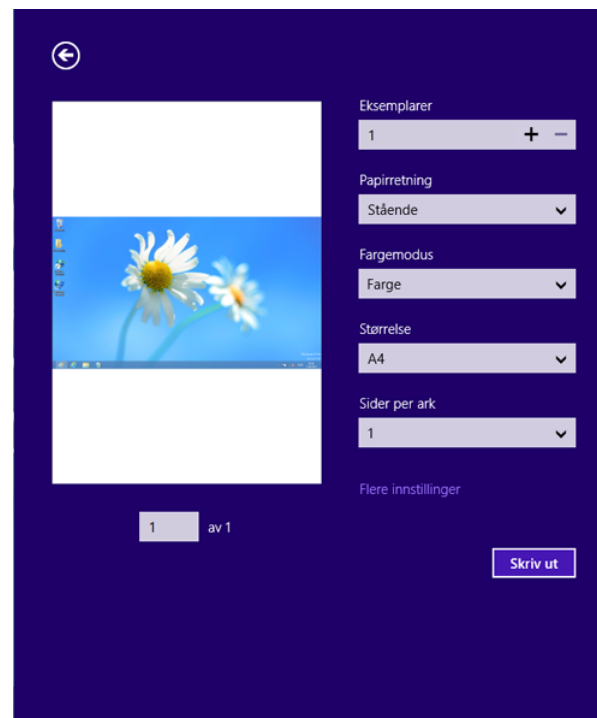 Eksemplarer
1
Papirretning
Stående
Fargemodus
Farge
Størrelse
A4
Sider per ark
1
Flere innstillinger
1 av 1
Skriv ut